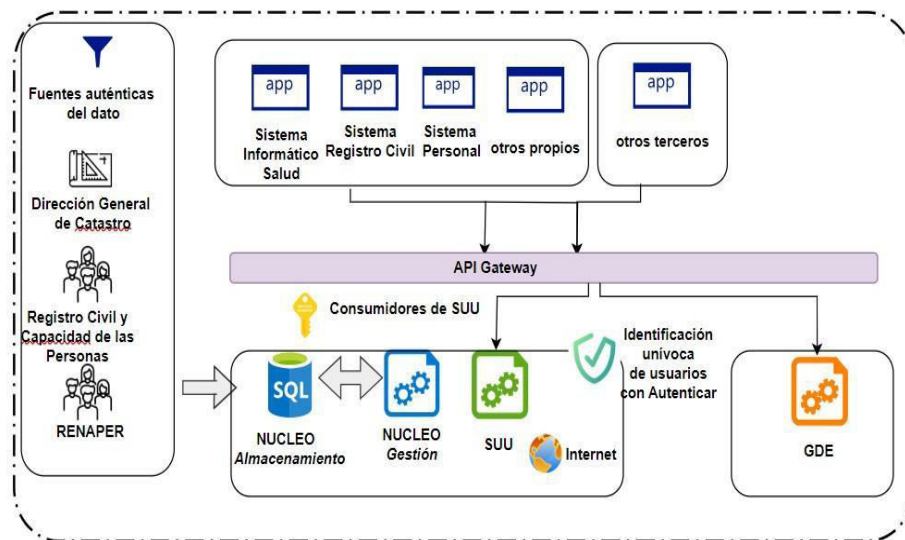 Fuentes auténticas
del dato
Dirección General
de Catastro
Registro Civil y
Capacidad de las
Personas
RENAPER
app
Sistema
Informático
Salud
app
Sistema
Registro Civil
app
Sistema
Personal
app
otros propios
app
otros terceros
API Gateway
Consumidores de SUU
Identificación
unívoca
de usuarios
con Autenticar
SQL
NUCLEO
Almacenamiento
NUCLEO
Gestión
SUU
Internet
GDE